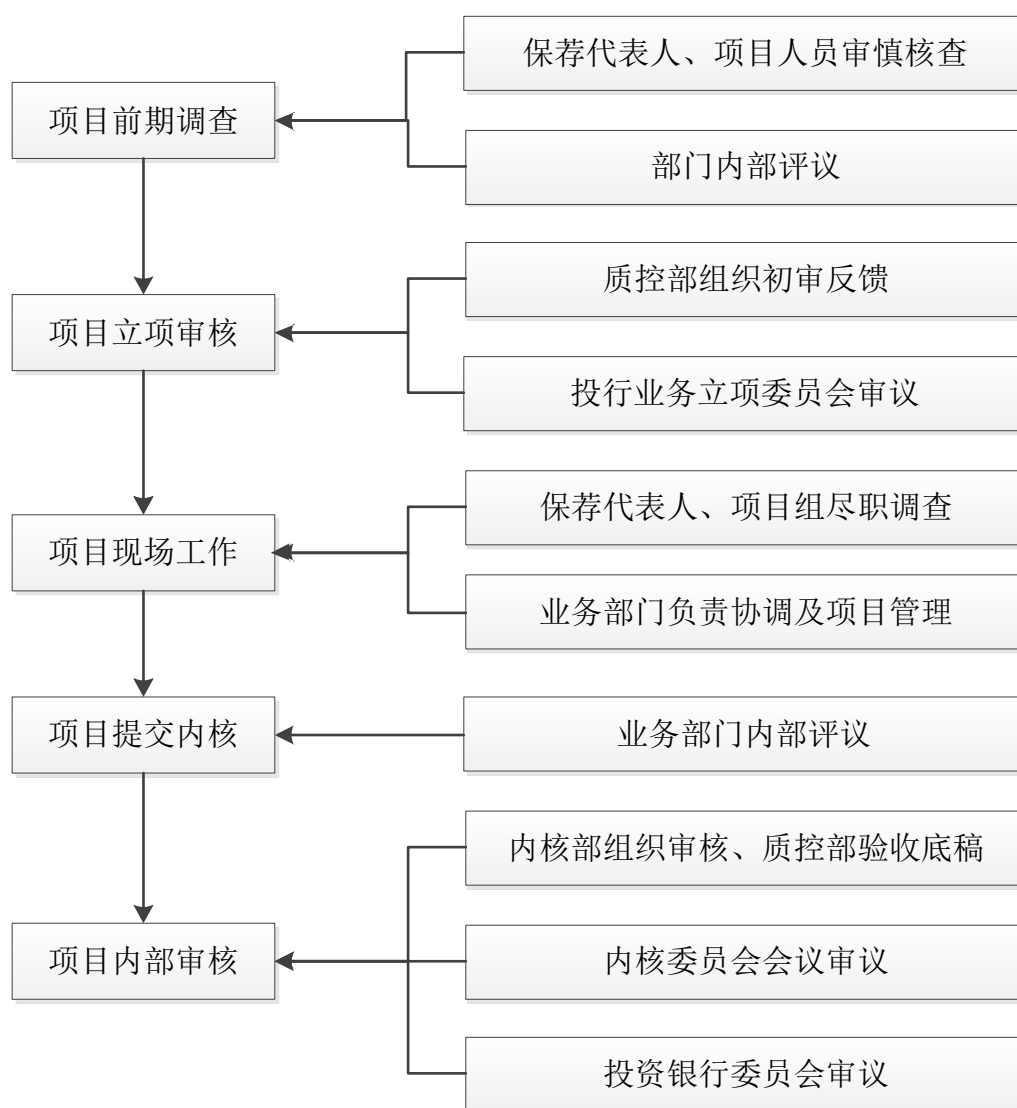 保荐代表人、项目人员审慎核查
项目前期调查
部门内部评议
质控部组织初审反馈
项目立项审核
投行业务立项委员会审议
保荐代表人、项目组尽职调查
项目现场工作
业务部门负责协调及项目管理
项目提交内核
业务部门内部评议
内核部组织审核、质控部验收底稿
项目内部审核
内核委员会会议审议
投资银行委员会审议